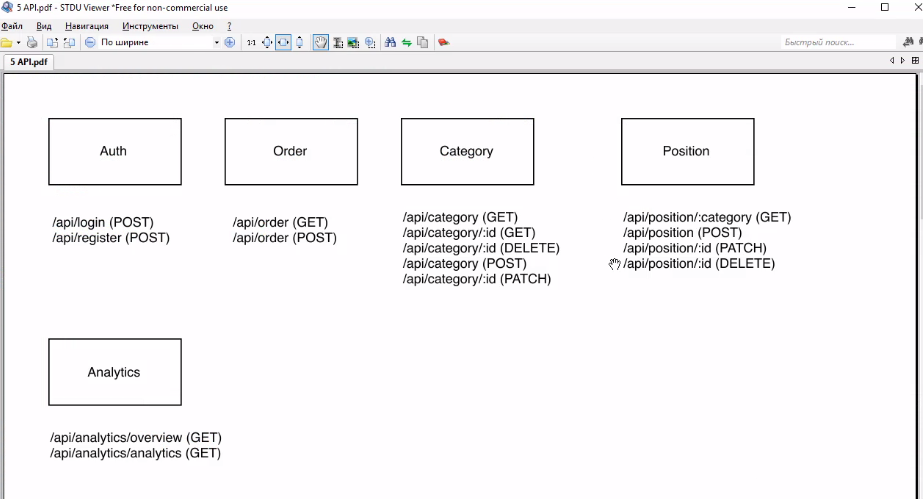 5 API.pdf - STDU Viewer *Free for non-commercial use
Файл Вид Навигация Инструменты Окно ?
По ширине
1:1
Быстрый поиск...
5 API.pdf
Auth
/api/login (POST)
/api/register (POST)
Order
/api/order (GET)
/api/order (POST)
Category
/api/category (GET)
/api/category/:id (GET)
/api/category/:id (DELETE)
/api/category (POST)
/api/category/:id (PATCH)
Position
/api/position/:category (GET)
/api/position (POST)
/api/position/:id (PATCH)
/api/position/:id (DELETE)
Analytics
/api/analytics/overview (GET)
/api/analytics/analytics (GET)